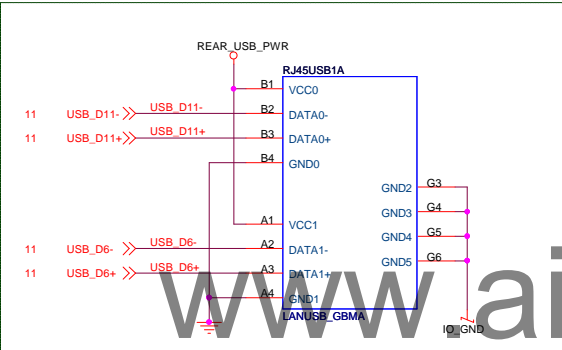 REAR_USB_PWR
RJ45USB1A
B1 VCC0
11 USB_D11- USB_D11- B2 DATA0-
11 USB_D11+ USB_D11+ B3 DATA0+
B4 GND0
GND2 G3
GND3 G4
A1 VCC1
GND4 G5
11 USB_D6- USB_D6- A2 DATA1-
GND5 G6
11 USB_D6+ USB_D6+ A3 DATA1+
A4 GND1
LANUSB_GBMA
IO_GND
www.ai